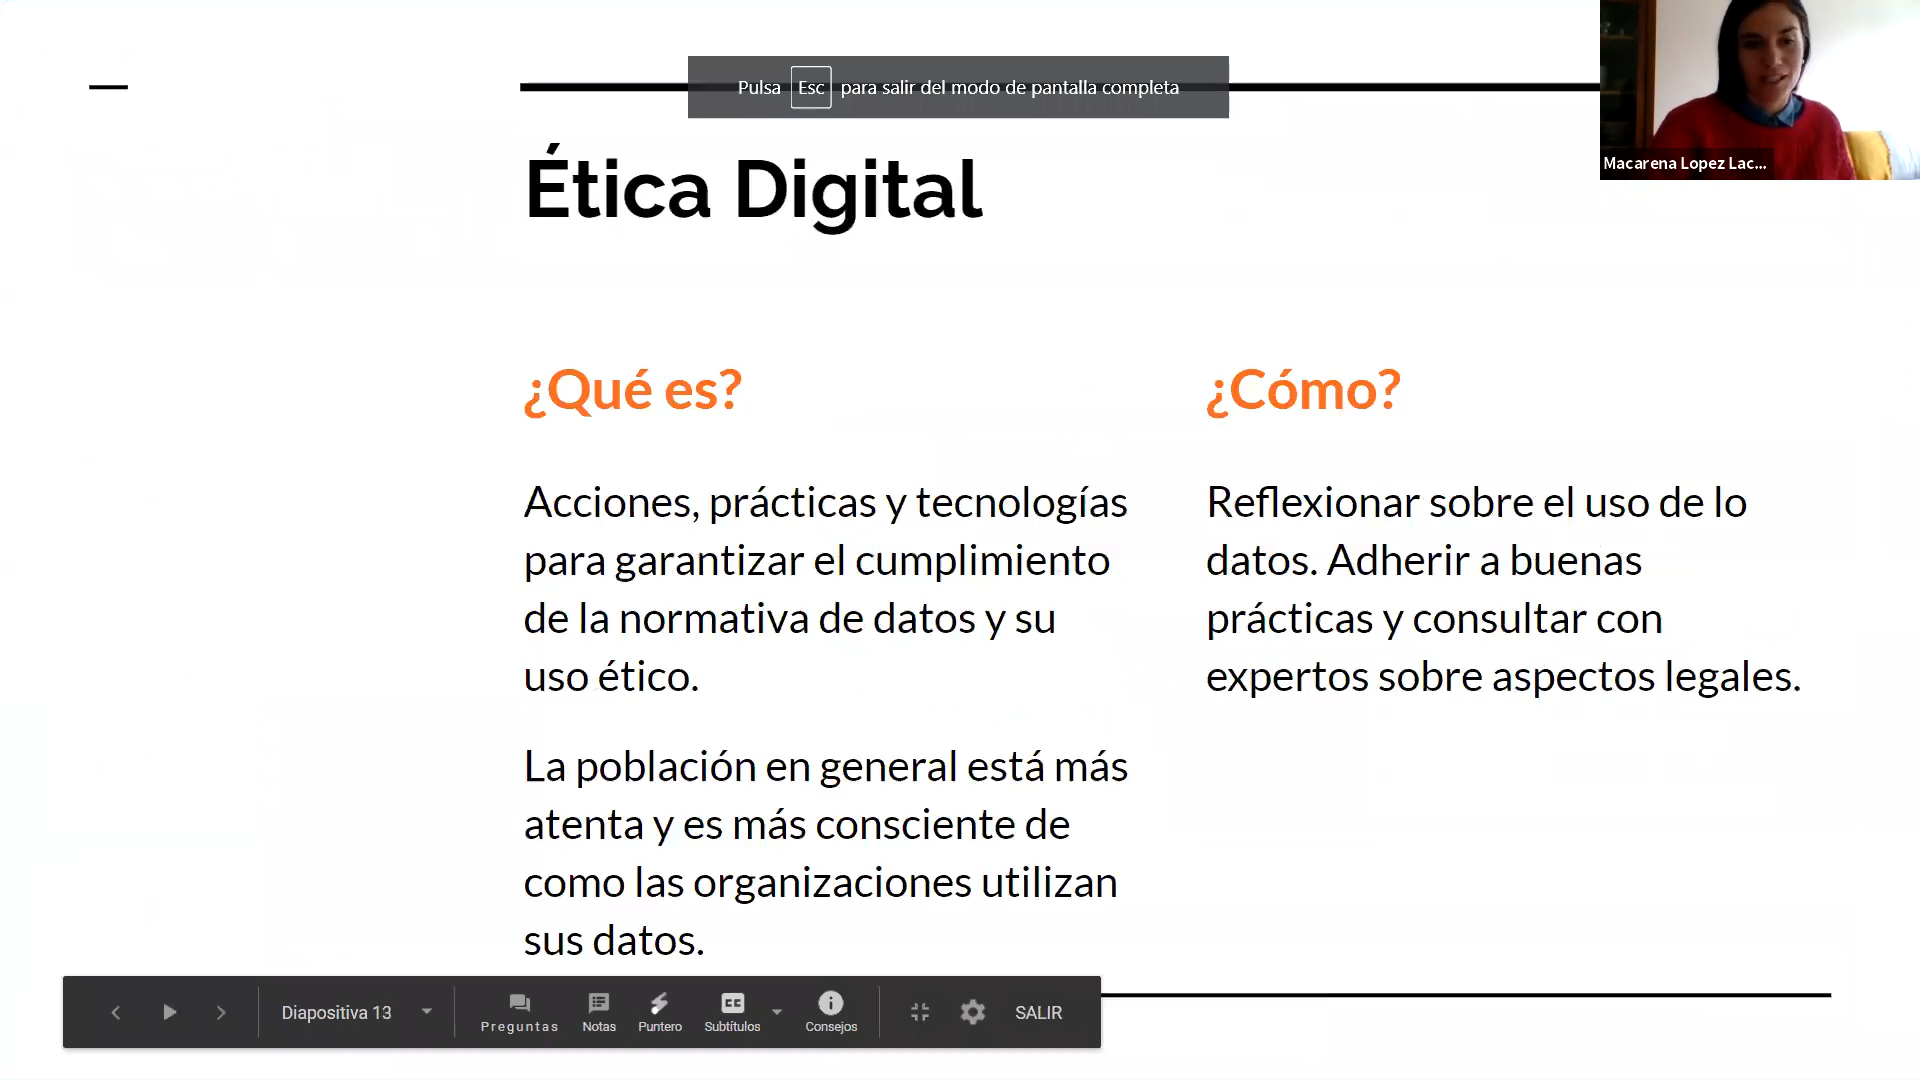 Pulsa Esc para salir del modo de pantalla completa
Macarena Lopez Lac...
Ética Digital
¿Qué es?
Acciones, prácticas y tecnologías
para garantizar el cumplimiento
de la normativa de datos y su
uso ético.
La población en general está más
atenta y es más consciente de
como las organizaciones utilizan
sus datos.
¿Cómo?
Reflexionar sobre el uso de lo
datos. Adherir a buenas
prácticas y consultar con
expertos sobre aspectos legales.
Diapositiva 13
Preguntas
Notas
Puntero
CC
Subtítulos
Consejos
SALIR